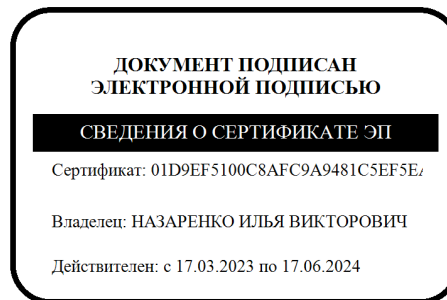 ДОКУМЕНТ ПОДПИСАН
ЭЛЕКТРОННОЙ ПОДПИСЬЮ
СВЕДЕНИЯ О СЕРТИФИКАТЕ ЭП
Сертификат: 01D9EF5100C8AFC9A9481C5EF5EA
Владелец: НАЗАРЕНКО ИЛЬЯ ВИКТОРОВИЧ
Действителен: с 17.03.2023 по 17.06.2024